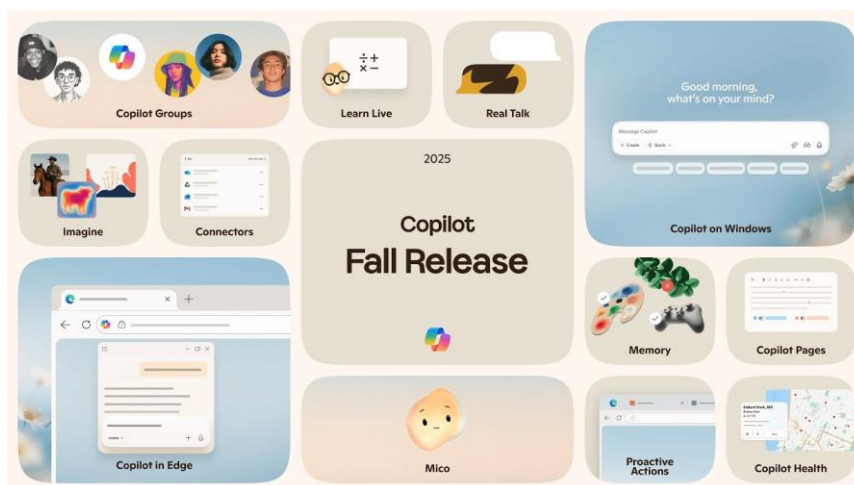 Copilot Groups
÷+
×−
Learn Live
Real Talk
Good morning,
what's on your mind?
Message Copilot
+ Create
Quick
Copilot on Windows
Imagine
Connectors
2025
Copilot
Fall Release
Memory
Copilot Pages
Copilot in Edge
Mico
Proactive
Actions
Copilot Health